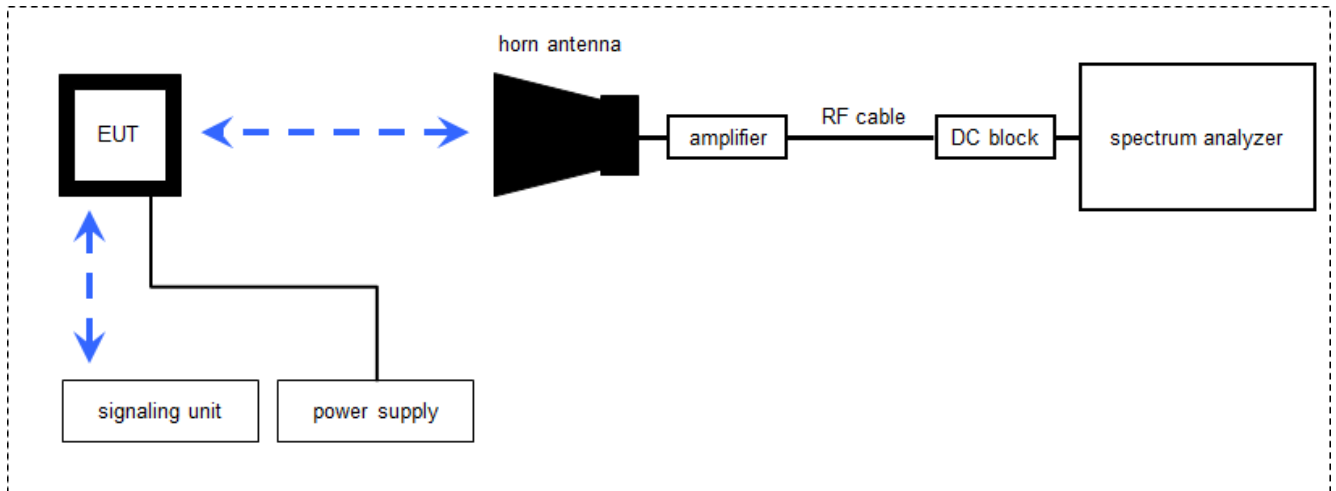 horn antenna
EUT
amplifier
RF cable
DC block
spectrum analyzer
signaling unit
power supply